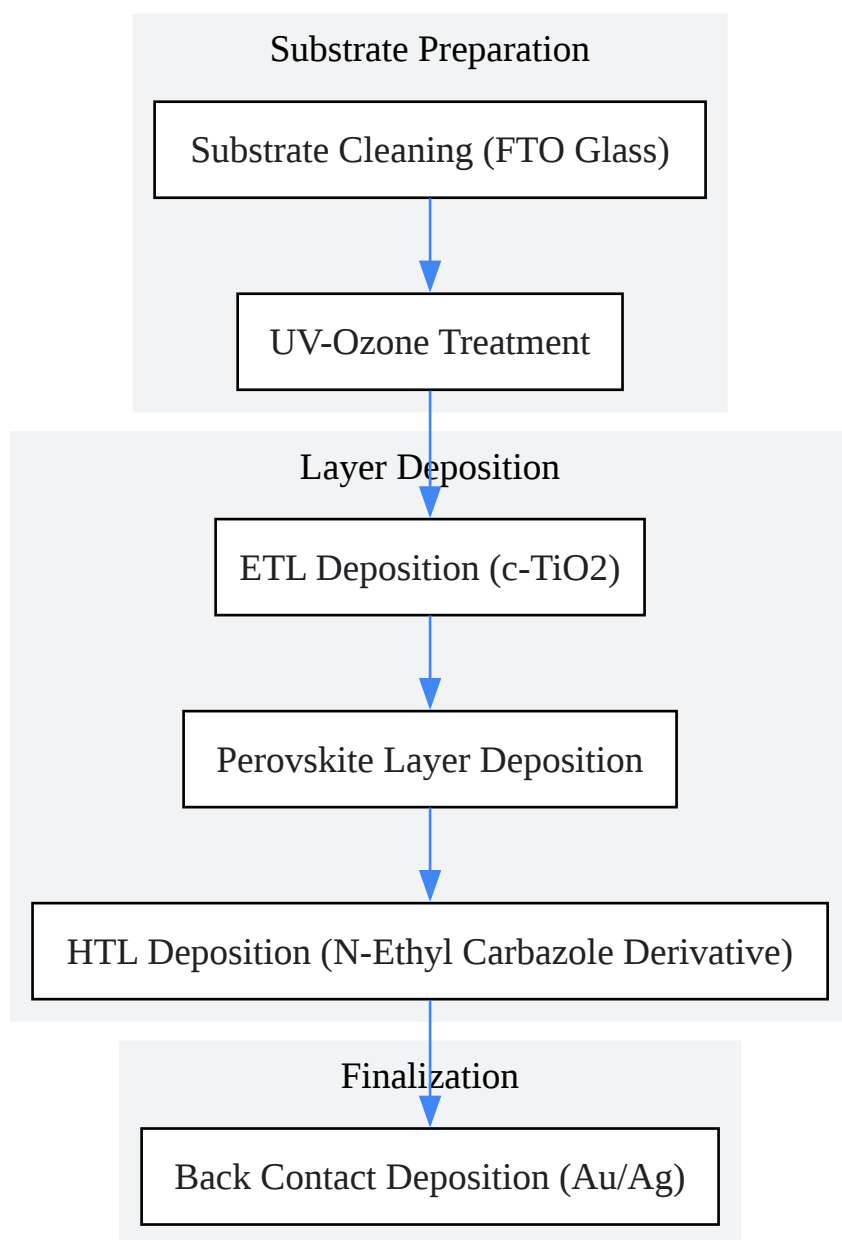 Substrate Preparation
Substrate Cleaning (FTO Glass)
UV-Ozone Treatment
Layer Deposition
ETL Deposition (c-TiO2)
Perovskite Layer Deposition
HTL Deposition (N-Ethyl Carbazole Derivative)
Finalization
Back Contact Deposition (Au/Ag)